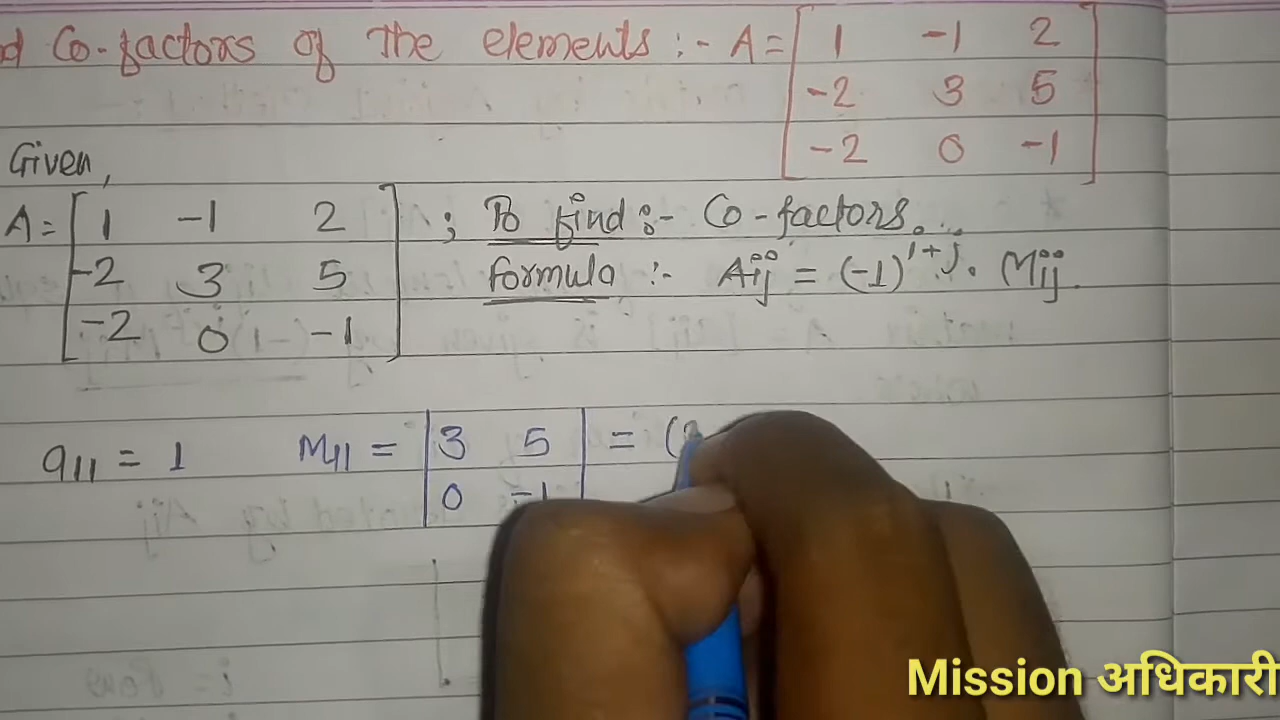 Co-factors of The elements :- A = [ 1 -1 2
-2 3 5
-2 0 -1 ]
Given,
A = [ 1 -1 2
-2 3 5
-2 0 -1 ]
; To find :- Co-factors.
formula :- Aij = (-1)^i+j . Mij.
a11 = 1 M11 = | 3 5 | = (3
0 -1
Mission अधिकारी